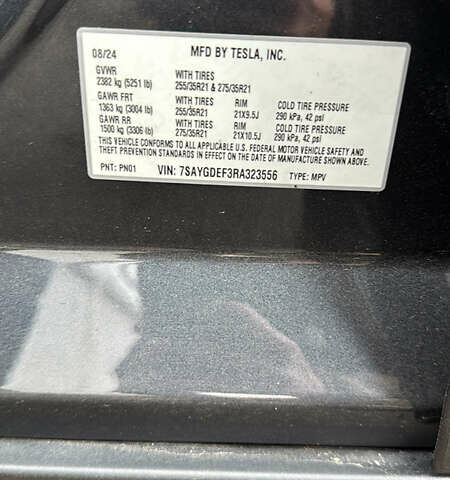 08/24 MFD BY TESLA, INC.
GVWR WITH TIRES
2382 kg (5251 lb) 255/35R21 & 275/35R21
GAWR FRT WITH TIRES RIM COLD TIRE PRESSURE
1363 kg (3004 lb) 255/35R21 21X9.5J 290 kPa, 42 psi
GAWR RR WITH TIRES RIM COLD TIRE PRESSURE
1500 kg (3306 lb) 275/35R21 21X10.5J 290 kPa, 42 psi
THIS VEHICLE CONFORMS TO ALL APPLICABLE U.S. FEDERAL MOTOR VEHICLE SAFETY AND
THEFT PREVENTION STANDARDS IN EFFECT ON THE DATE OF MANUFACTURE SHOWN ABOVE.
PNT: PN01 VIN: 7SAYGDEF3RA323556 TYPE: MPV